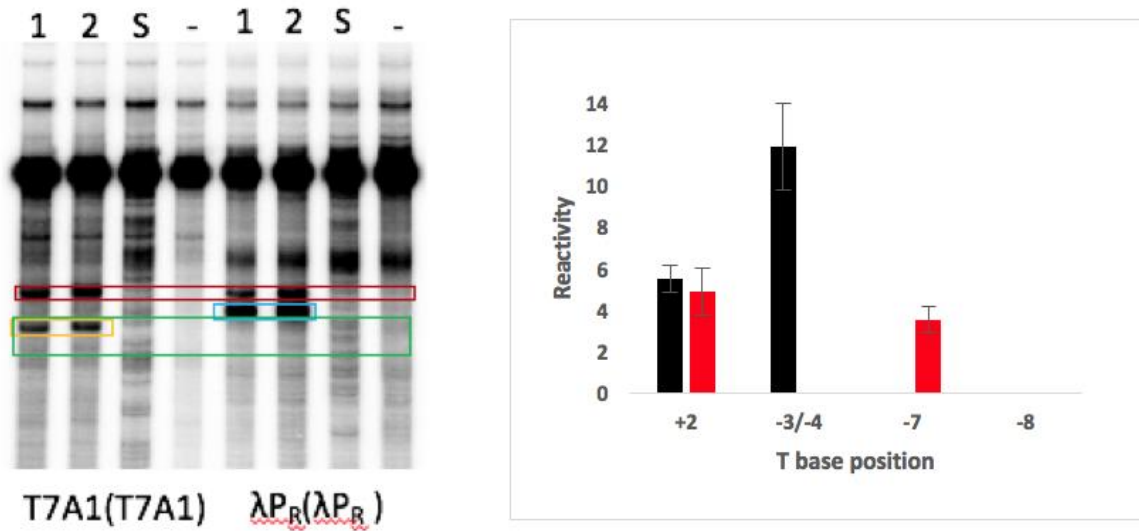 1 2 S - 1 2 S -
T7A1(T7A1) λPR(λPR )
14
12
10
8
6
4
2
0
Reactivity
+2 -3/-4 -7 -8
T base position